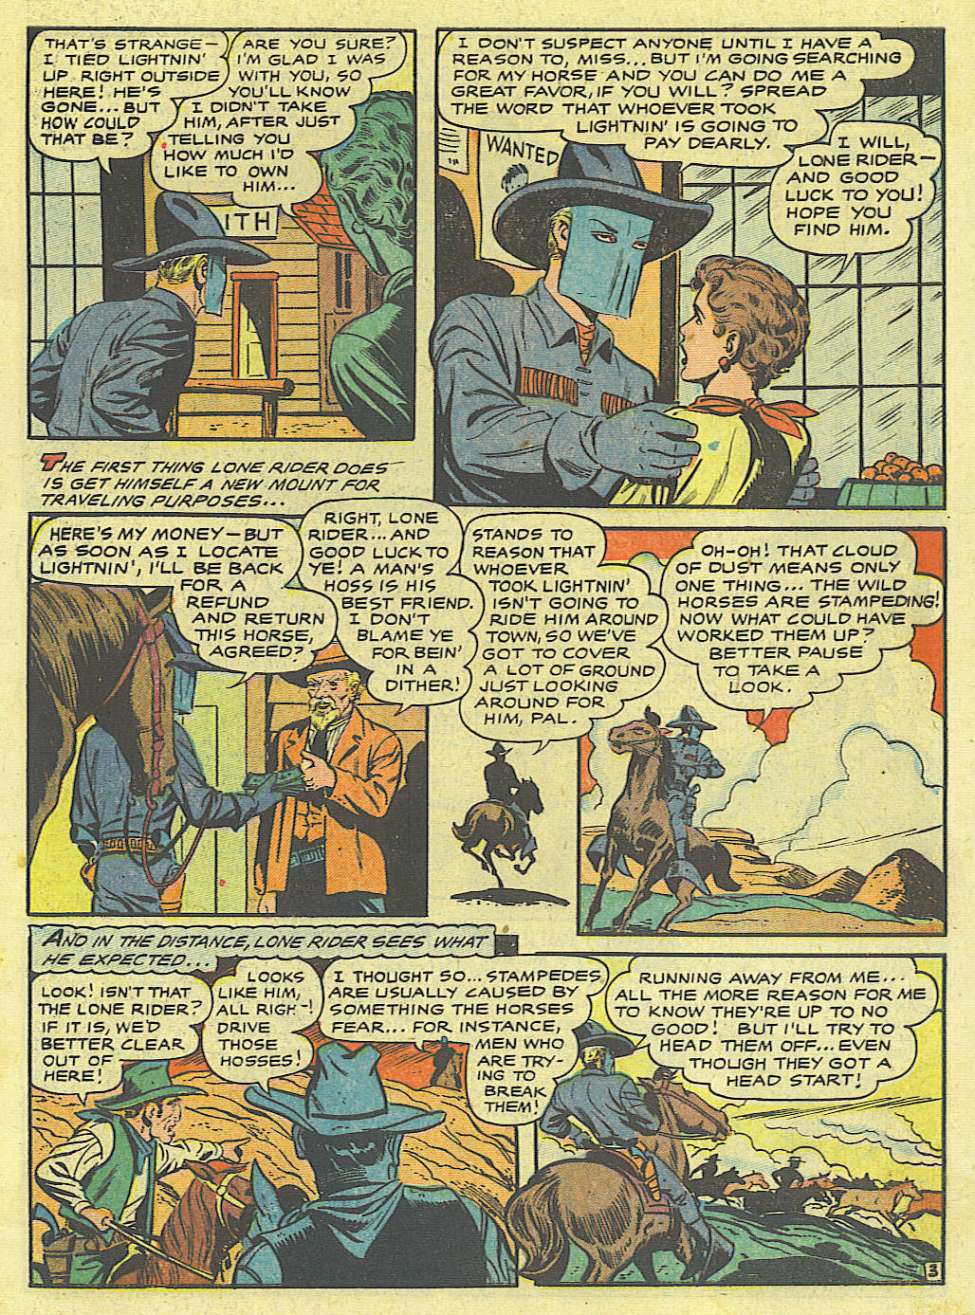 THAT'S STRANGE—
I TIED LIGHTNIN'
UP RIGHT OUTSIDE
HERE! HE'S
GONE... BUT
HOW COULD
THAT BE?
ARE YOU SURE?
I'M GLAD I WAS
WITH YOU, SO
YOU'LL KNOW
I DIDN'T TAKE
HIM, AFTER JUST
TELLING YOU
HOW MUCH I'D
LIKE TO OWN
HIM...
ITH
I DON'T SUSPECT ANYONE UNTIL I HAVE A
REASON TO, MISS... BUT I'M GOING SEARCHING
FOR MY HORSE AND YOU CAN DO ME A
GREAT FAVOR, IF YOU WILL? SPREAD
THE WORD THAT WHOEVER TOOK
LIGHTNIN' IS GOING TO
PAY DEARLY.
WANTED
I WILL,
LONE RIDER—
AND GOOD
LUCK TO YOU!
HOPE YOU
FIND HIM.
THE FIRST THING LONE RIDER DOES
IS GET HIMSELF A NEW MOUNT FOR
TRAVELING PURPOSES...
HERE'S MY MONEY—BUT
AS SOON AS I LOCATE
LIGHTNIN', I'LL BE BACK
FOR A
REFUND
AND RETURN
THIS HORSE,
AGREED?
RIGHT, LONE
RIDER... AND
GOOD LUCK TO
YE! A MAN'S
HOSS IS HIS
BEST FRIEND.
I DON'T
BLAME YE
FOR BEIN'
IN A
DITHER!
STANDS TO
REASON THAT
WHOEVER
TOOK LIGHTNIN'
ISN'T GOING TO
RIDE HIM AROUND
TOWN, SO WE'VE
GOT TO COVER
A LOT OF GROUND
JUST LOOKING
AROUND FOR
HIM, PAL.
OH-OH! THAT CLOUD
OF DUST MEANS ONLY
ONE THING... THE WILD
HORSES ARE STAMPEDING!
NOW WHAT COULD HAVE
WORKED THEM UP?
BETTER PAUSE
TO TAKE A
LOOK.
AND IN THE DISTANCE, LONE RIDER SEES WHAT
HE EXPECTED...
LOOK! ISN'T THAT
THE LONE RIDER?
IF IT IS, WE'D
BETTER CLEAR
OUT OF
HERE!
LOOKS
LIKE HIM,
ALL RIGHT!
DRIVE
THOSE
HOSSES!
I THOUGHT SO... STAMPEDES
ARE USUALLY CAUSED BY
SOMETHING THE HORSES
FEAR... FOR INSTANCE,
MEN WHO
ARE TRY-
ING TO
BREAK
THEM!
RUNNING AWAY FROM ME...
ALL THE MORE REASON FOR ME
TO KNOW THEY'RE UP TO NO
GOOD! BUT I'LL TRY TO
HEAD THEM OFF... EVEN
THOUGH THEY GOT A
HEAD START!
3